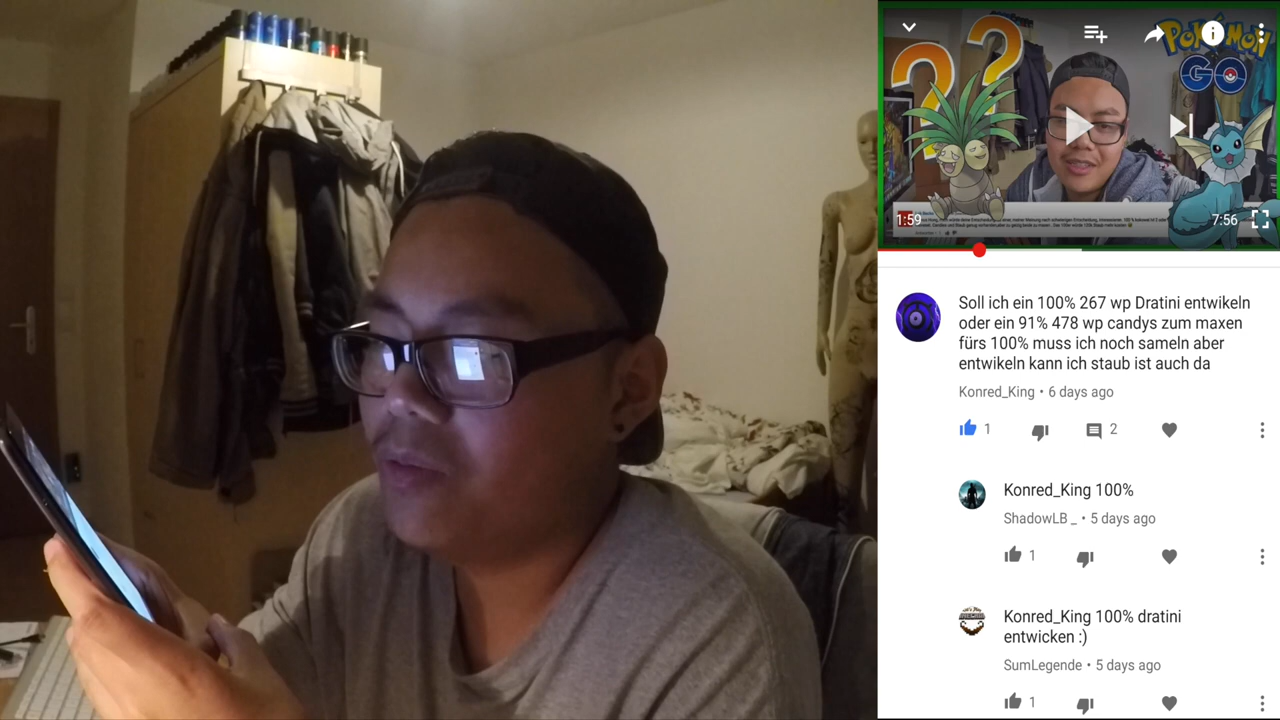 ??
Pokémon
GO
1:59
7:56
Soll ich ein 100% 267 wp Dratini entwikeln
oder ein 91% 478 wp candys zum maxen
fürs 100% muss ich noch sameln aber
entwikeln kann ich staub ist auch da
Konred_King • 6 days ago
1
2
Konred_King 100%
ShadowLB _ • 5 days ago
1
Konred_King 100% dratini
entwicken :)
SumLegende • 5 days ago
1